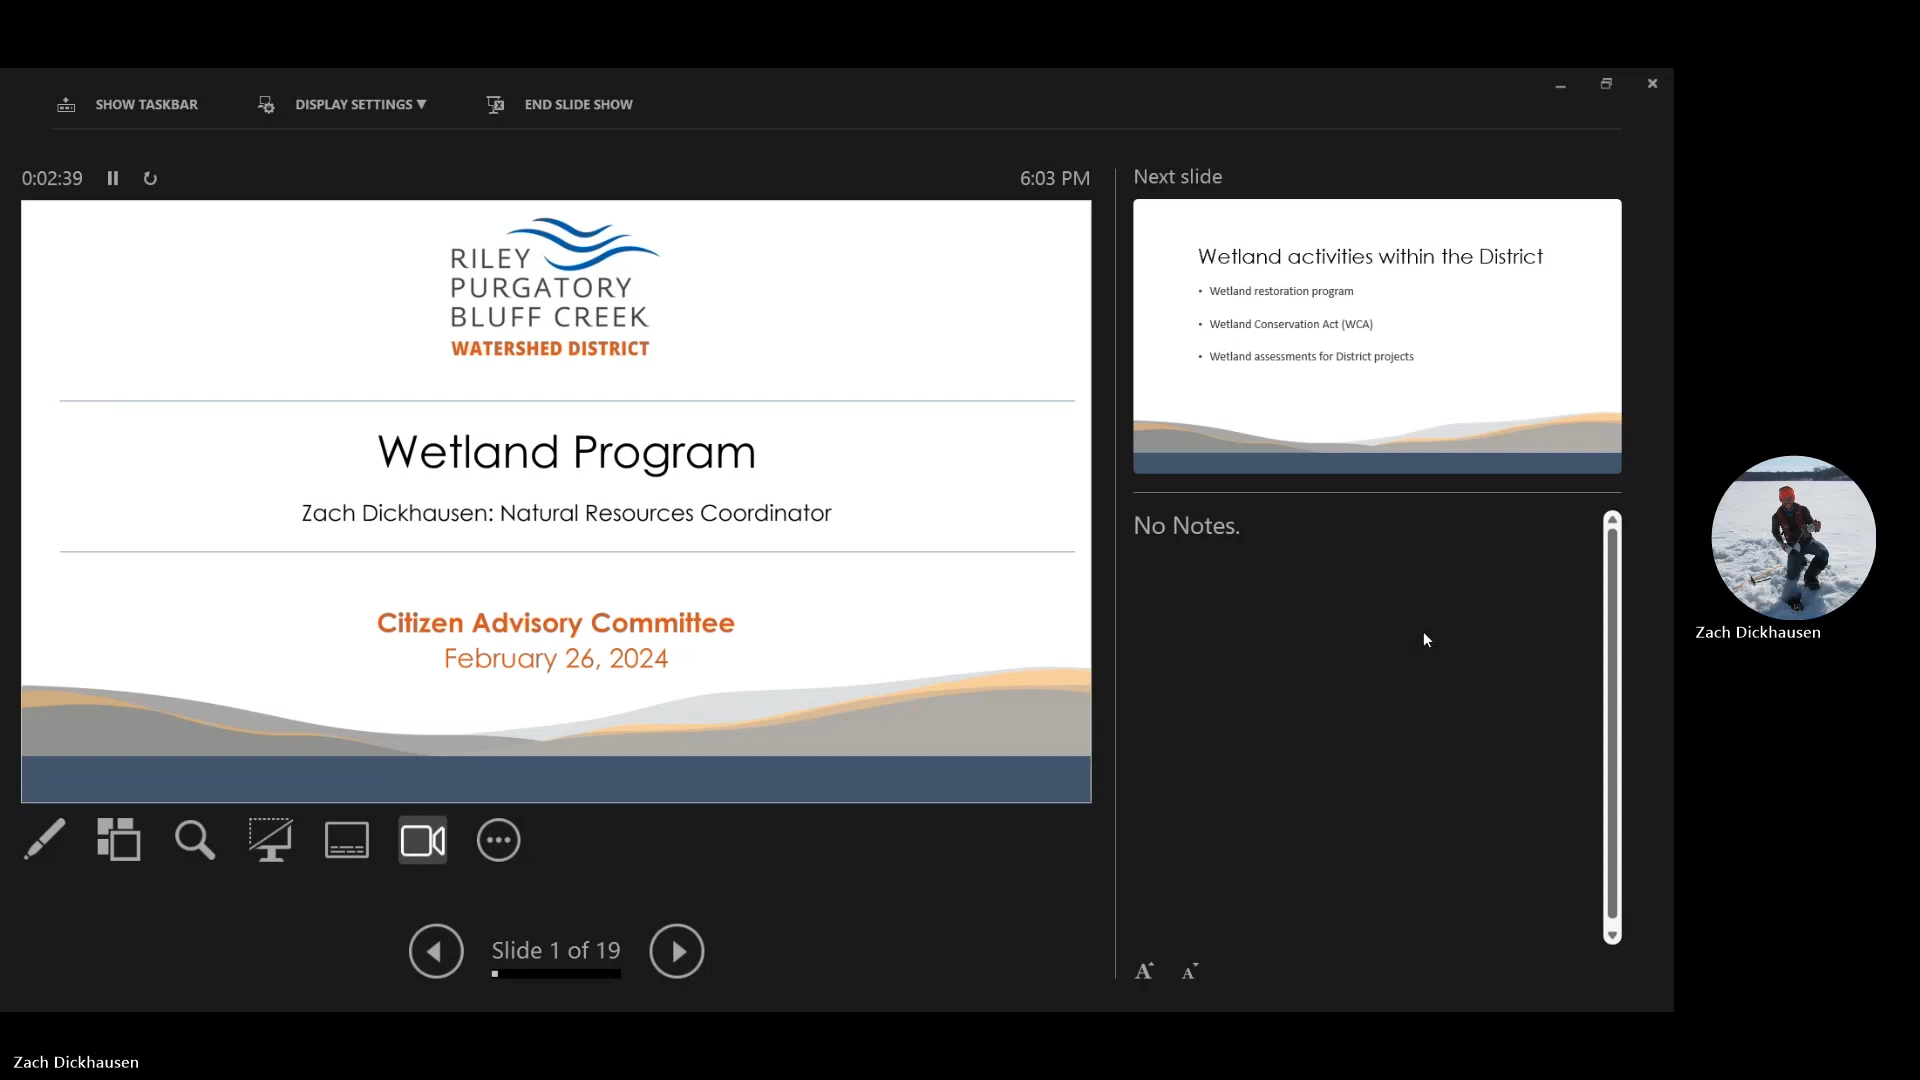 SHOW TASKBAR
DISPLAY SETTINGS ▼
END SLIDE SHOW
0:02:39
6:03 PM
RILEY
PURGATORY
BLUFF CREEK
WATERSHED DISTRICT
Wetland Program
Zach Dickhausen: Natural Resources Coordinator
Citizen Advisory Committee
February 26, 2024
Slide 1 of 19
Next slide
Wetland activities within the District
• Wetland restoration program
• Wetland Conservation Act (WCA)
• Wetland assessments for District projects
No Notes.
A A
Zach Dickhausen
Zach Dickhausen